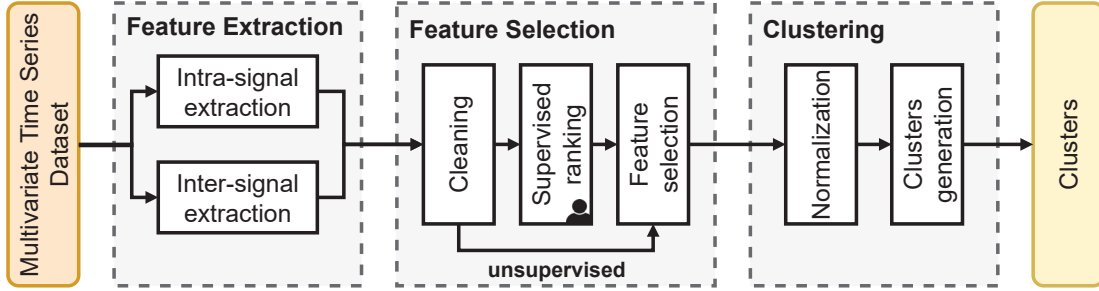 Multivariate Time Series
Dataset
Feature Extraction
Intra-signal
extraction
Inter-signal
extraction
Feature Selection
Cleaning
Supervised
ranking
Feature
selection
unsupervised
Clustering
Normalization
Clusters
generation
Clusters